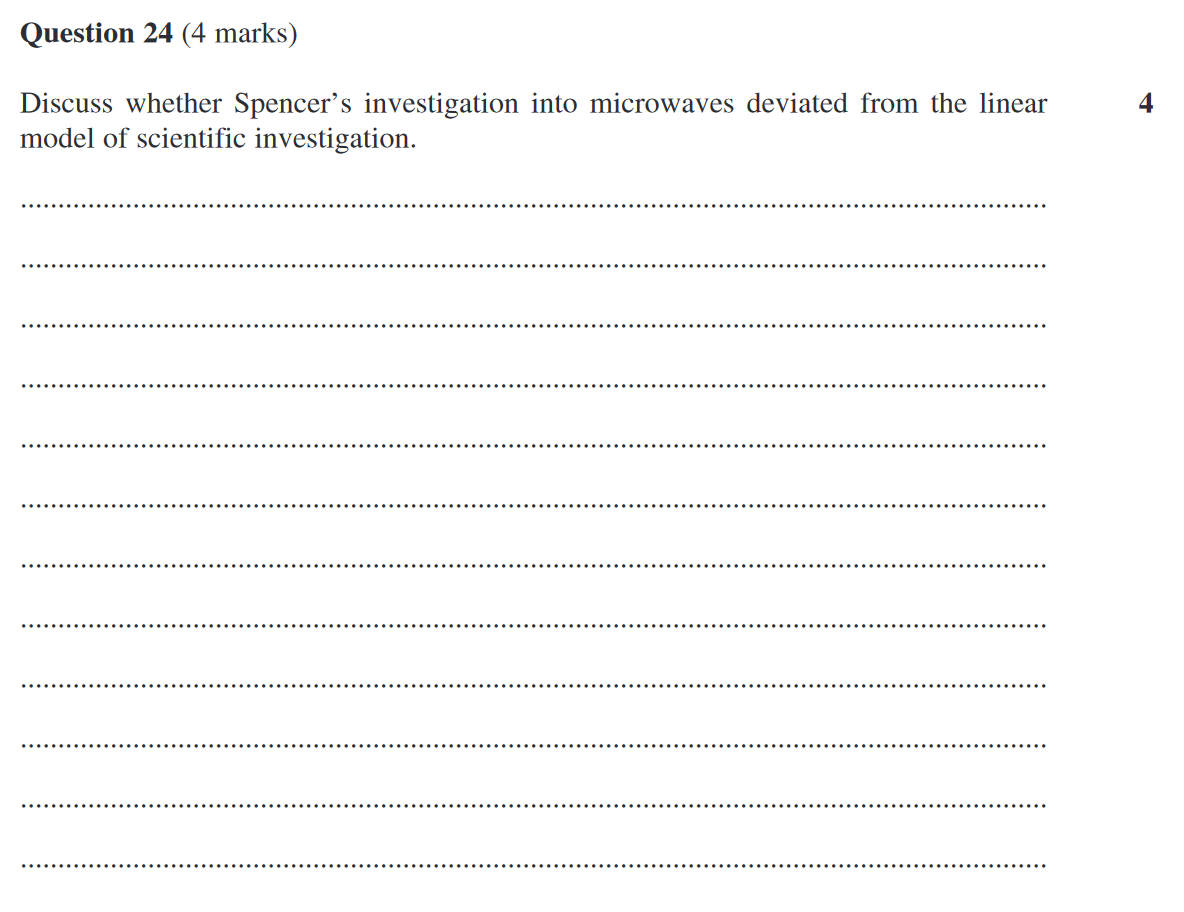 Question 24 (4 marks)
Discuss whether Spencer’s investigation into microwaves deviated from the linear 4
model of scientific investigation.